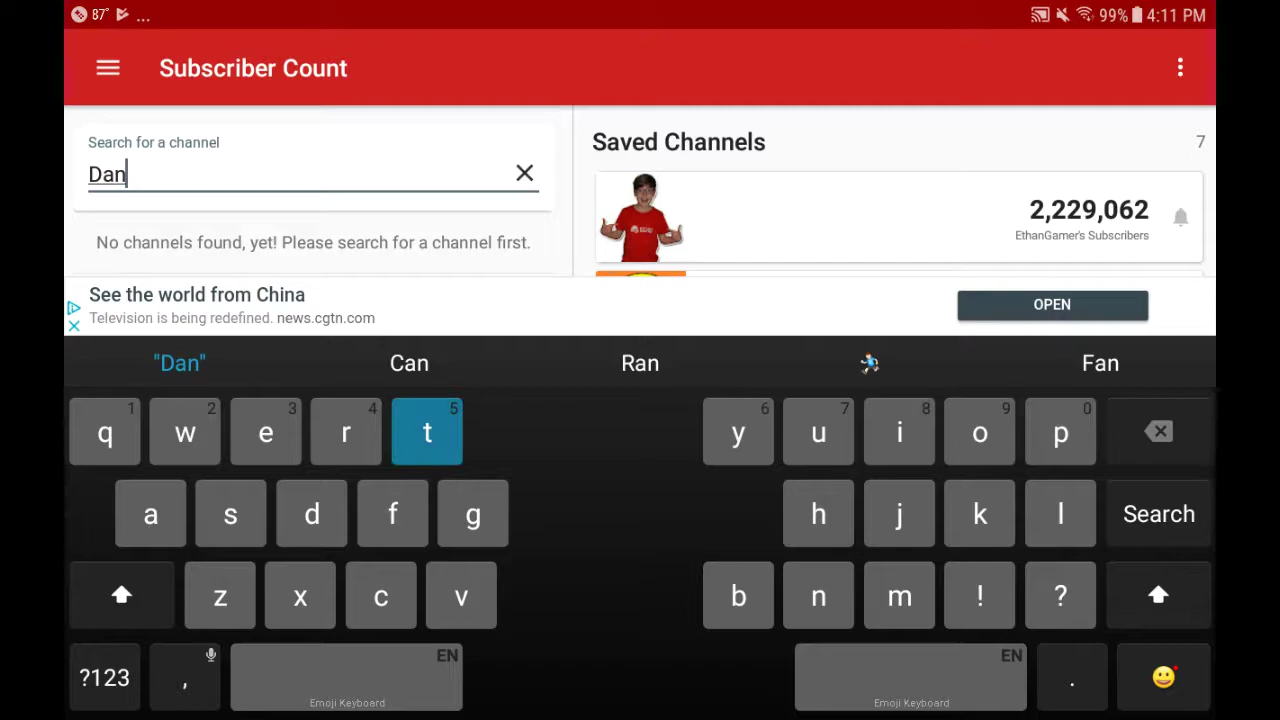 87° ...
99% 4:11 PM
Subscriber Count
Search for a channel
Dan
No channels found, yet! Please search for a channel first.
Saved Channels
7
2,229,062
EthanGamer's Subscribers
See the world from China
Television is being redefined. news.cgtn.com
OPEN
"Dan" Can Ran Fan
1 2 3 4 5 6 7 8 9 0
q w e r t y u i o p
a s d f g h j k l Search
z x c v b n m ! ?
?123 , EN EN .
Emoji Keyboard Emoji Keyboard